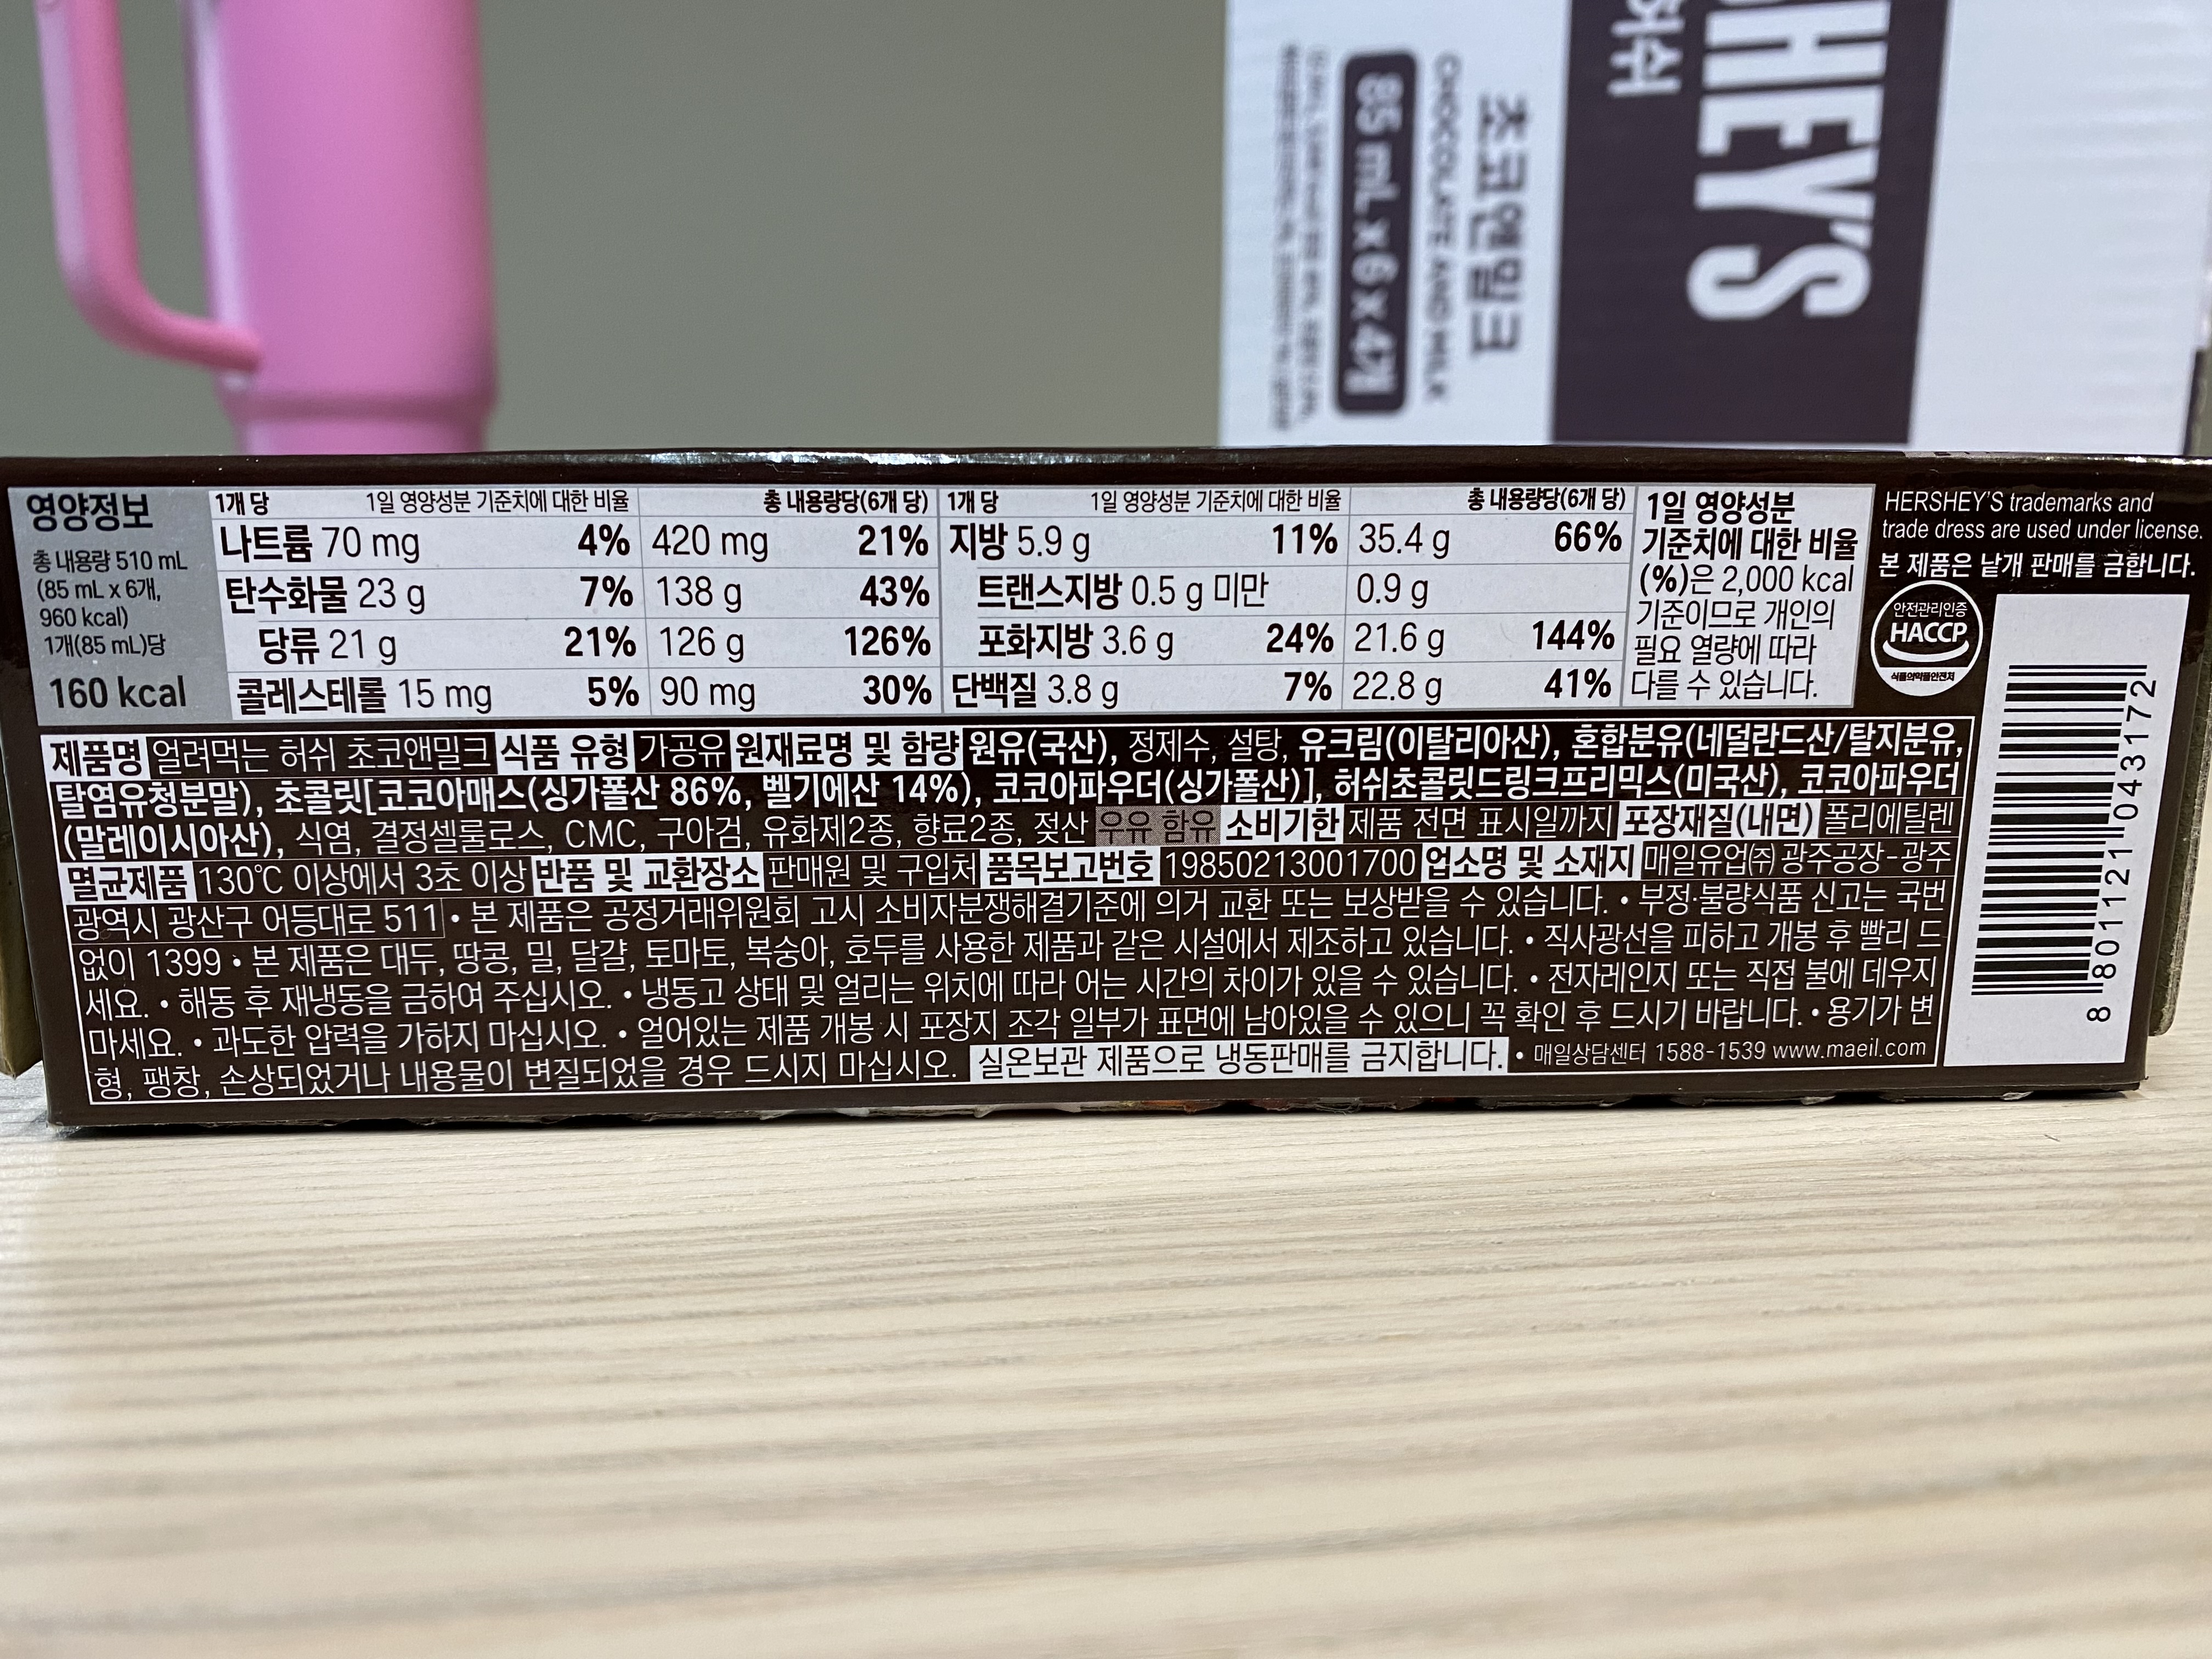 HEY'S
허쉬
초코앤밀크
CHOCOLATE AND MILK
85 mL x 6 x 4개
영양정보
총 내용량 510 mL
(85 mL x 6개,
960 kcal)
1개(85 mL)당
160 kcal
1개 당 1일 영양성분 기준치에 대한 비율 총 내용량당(6개 당) 1개 당 1일 영양성분 기준치에 대한 비율 총 내용량당(6개 당)
나트륨 70 mg 4% 420 mg 21% 지방 5.9 g 11% 35.4 g 66%
탄수화물 23 g 7% 138 g 43% 트랜스지방 0.5 g 미만 0.9 g
당류 21 g 21% 126 g 126% 포화지방 3.6 g 24% 21.6 g 144%
콜레스테롤 15 mg 5% 90 mg 30% 단백질 3.8 g 7% 22.8 g 41%
1일 영양성분
기준치에 대한 비율
(%)은 2,000 kcal
기준이므로 개인의
필요 열량에 따라
다를 수 있습니다.
HERSHEY'S trademarks and
trade dress are used under license.
본 제품은 낱개 판매를 금합니다.
안전관리인증
HACCP
식품의약품안전처
제품명 얼려먹는 허쉬 초코앤밀크 식품 유형 가공유 원재료명 및 함량 원유(국산), 정제수, 설탕, 유크림(이탈리아산), 혼합분유(네덜란드산/탈지분유,
탈염유청분말), 초콜릿[코코아매스(싱가폴산 86%, 벨기에산 14%), 코코아파우더(싱가폴산)], 허쉬초콜릿드링크프리믹스(미국산), 코코아파우더
(말레이시아산), 식염, 결정셀룰로스, CMC, 구아검, 유화제2종, 향료2종, 젖산 우유 함유 소비기한 제품 전면 표시일까지 포장재질(내면) 폴리에틸렌
멸균제품 130℃ 이상에서 3초 이상 반품 및 교환장소 판매원 및 구입처 품목보고번호 19850213001700 업소명 및 소재지 매일유업㈜ 광주공장-광주
광역시 광산구 어등대로 511 • 본 제품은 공정거래위원회 고시 소비자분쟁해결기준에 의거 교환 또는 보상받을 수 있습니다. • 부정·불량식품 신고는 국번
없이 1399 • 본 제품은 대두, 땅콩, 밀, 달걀, 토마토, 복숭아, 호두를 사용한 제품과 같은 시설에서 제조하고 있습니다. • 직사광선을 피하고 개봉 후 빨리 드
세요. • 해동 후 재냉동을 금하여 주십시오. • 냉동고 상태 및 얼리는 위치에 따라 어는 시간의 차이가 있을 수 있습니다. • 전자레인지 또는 직접 불에 데우지
마세요. • 과도한 압력을 가하지 마십시오. • 얼어있는 제품 개봉 시 포장지 조각 일부가 표면에 남아있을 수 있으니 꼭 확인 후 드시기 바랍니다. • 용기가 변
형, 팽창, 손상되었거나 내용물이 변질되었을 경우 드시지 마십시오. 실온보관 제품으로 냉동판매를 금지합니다. • 매일상담센터 1588-1539 www.maeil.com
8 801121 043172